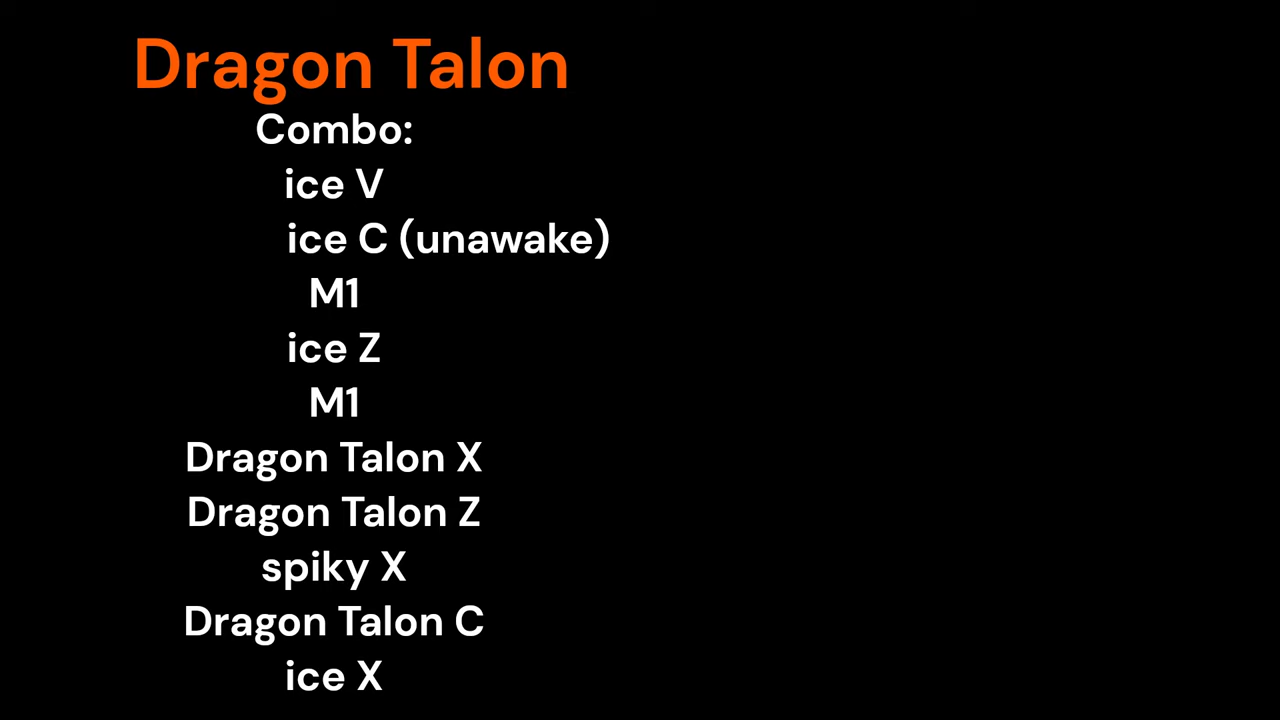 Dragon Talon
Combo:
ice V
ice C (unawake)
M1
ice Z
M1
Dragon Talon X
Dragon Talon Z
spiky X
Dragon Talon C
ice X